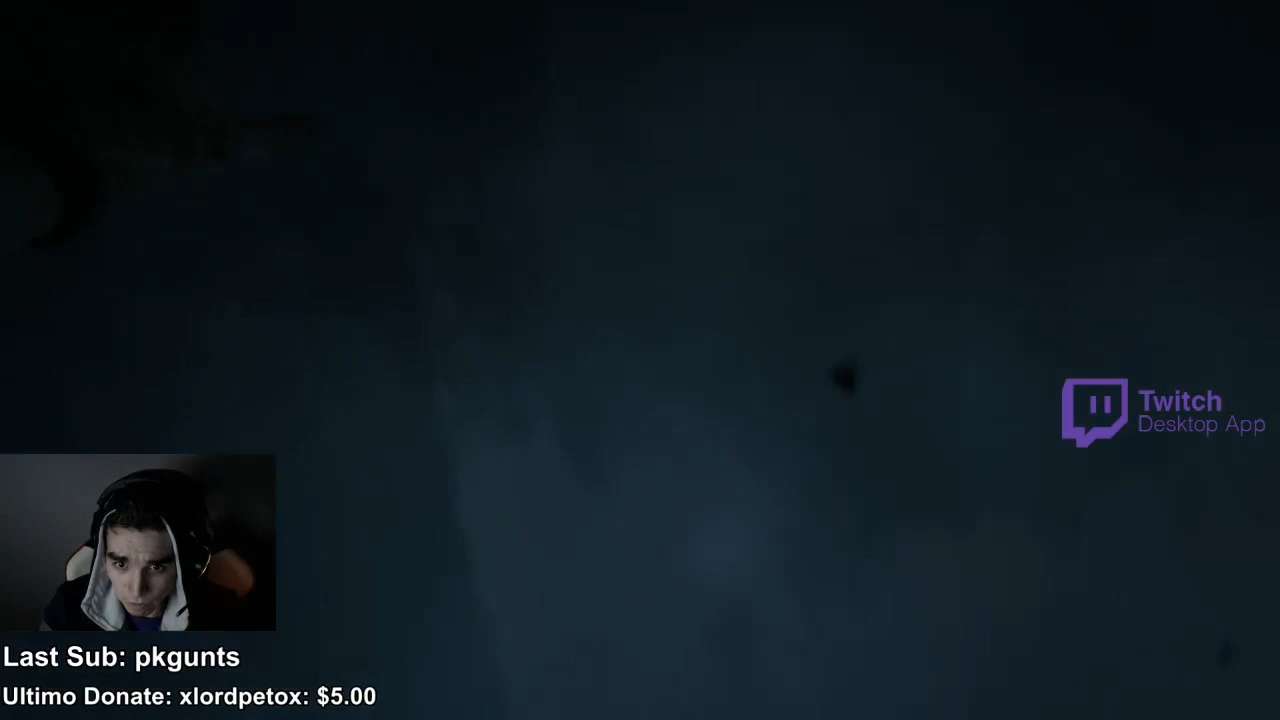 Twitch
Desktop App
Last Sub: pkgunts
Ultimo Donate: xlordpetox: $5.00